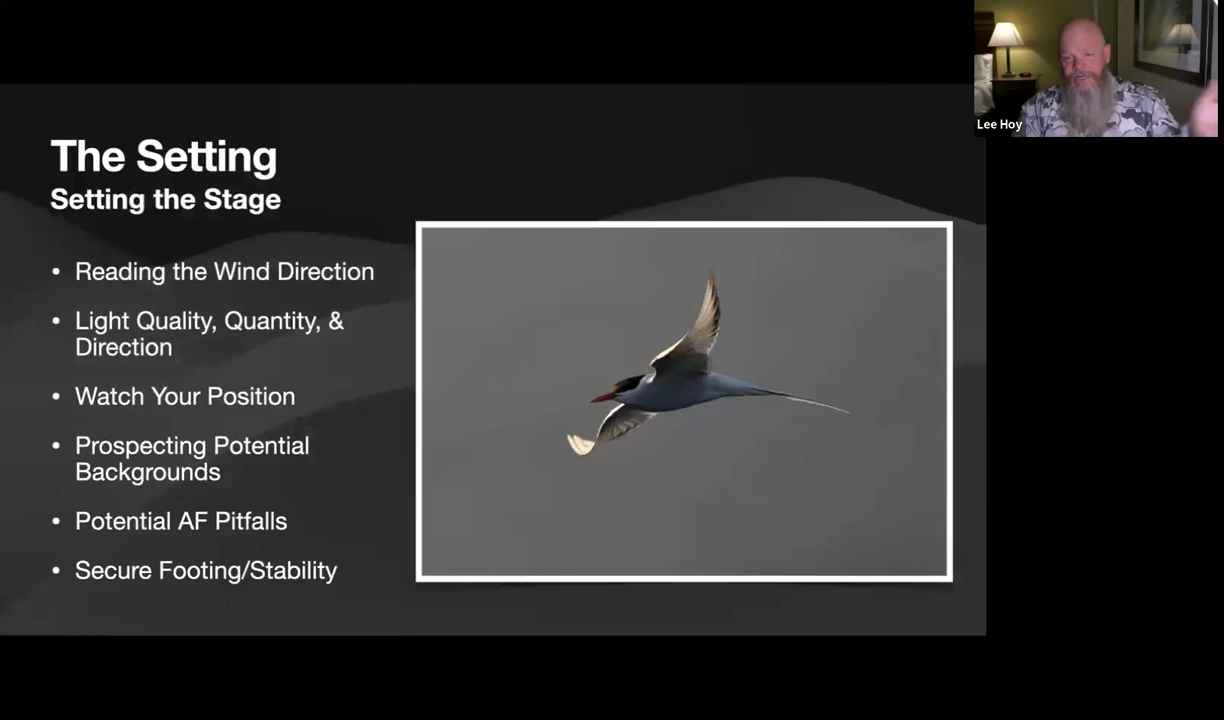 The Setting
Setting the Stage
• Reading the Wind Direction
• Light Quality, Quantity, &
Direction
• Watch Your Position
• Prospecting Potential
Backgrounds
• Potential AF Pitfalls
• Secure Footing/Stability
Lee Hoy